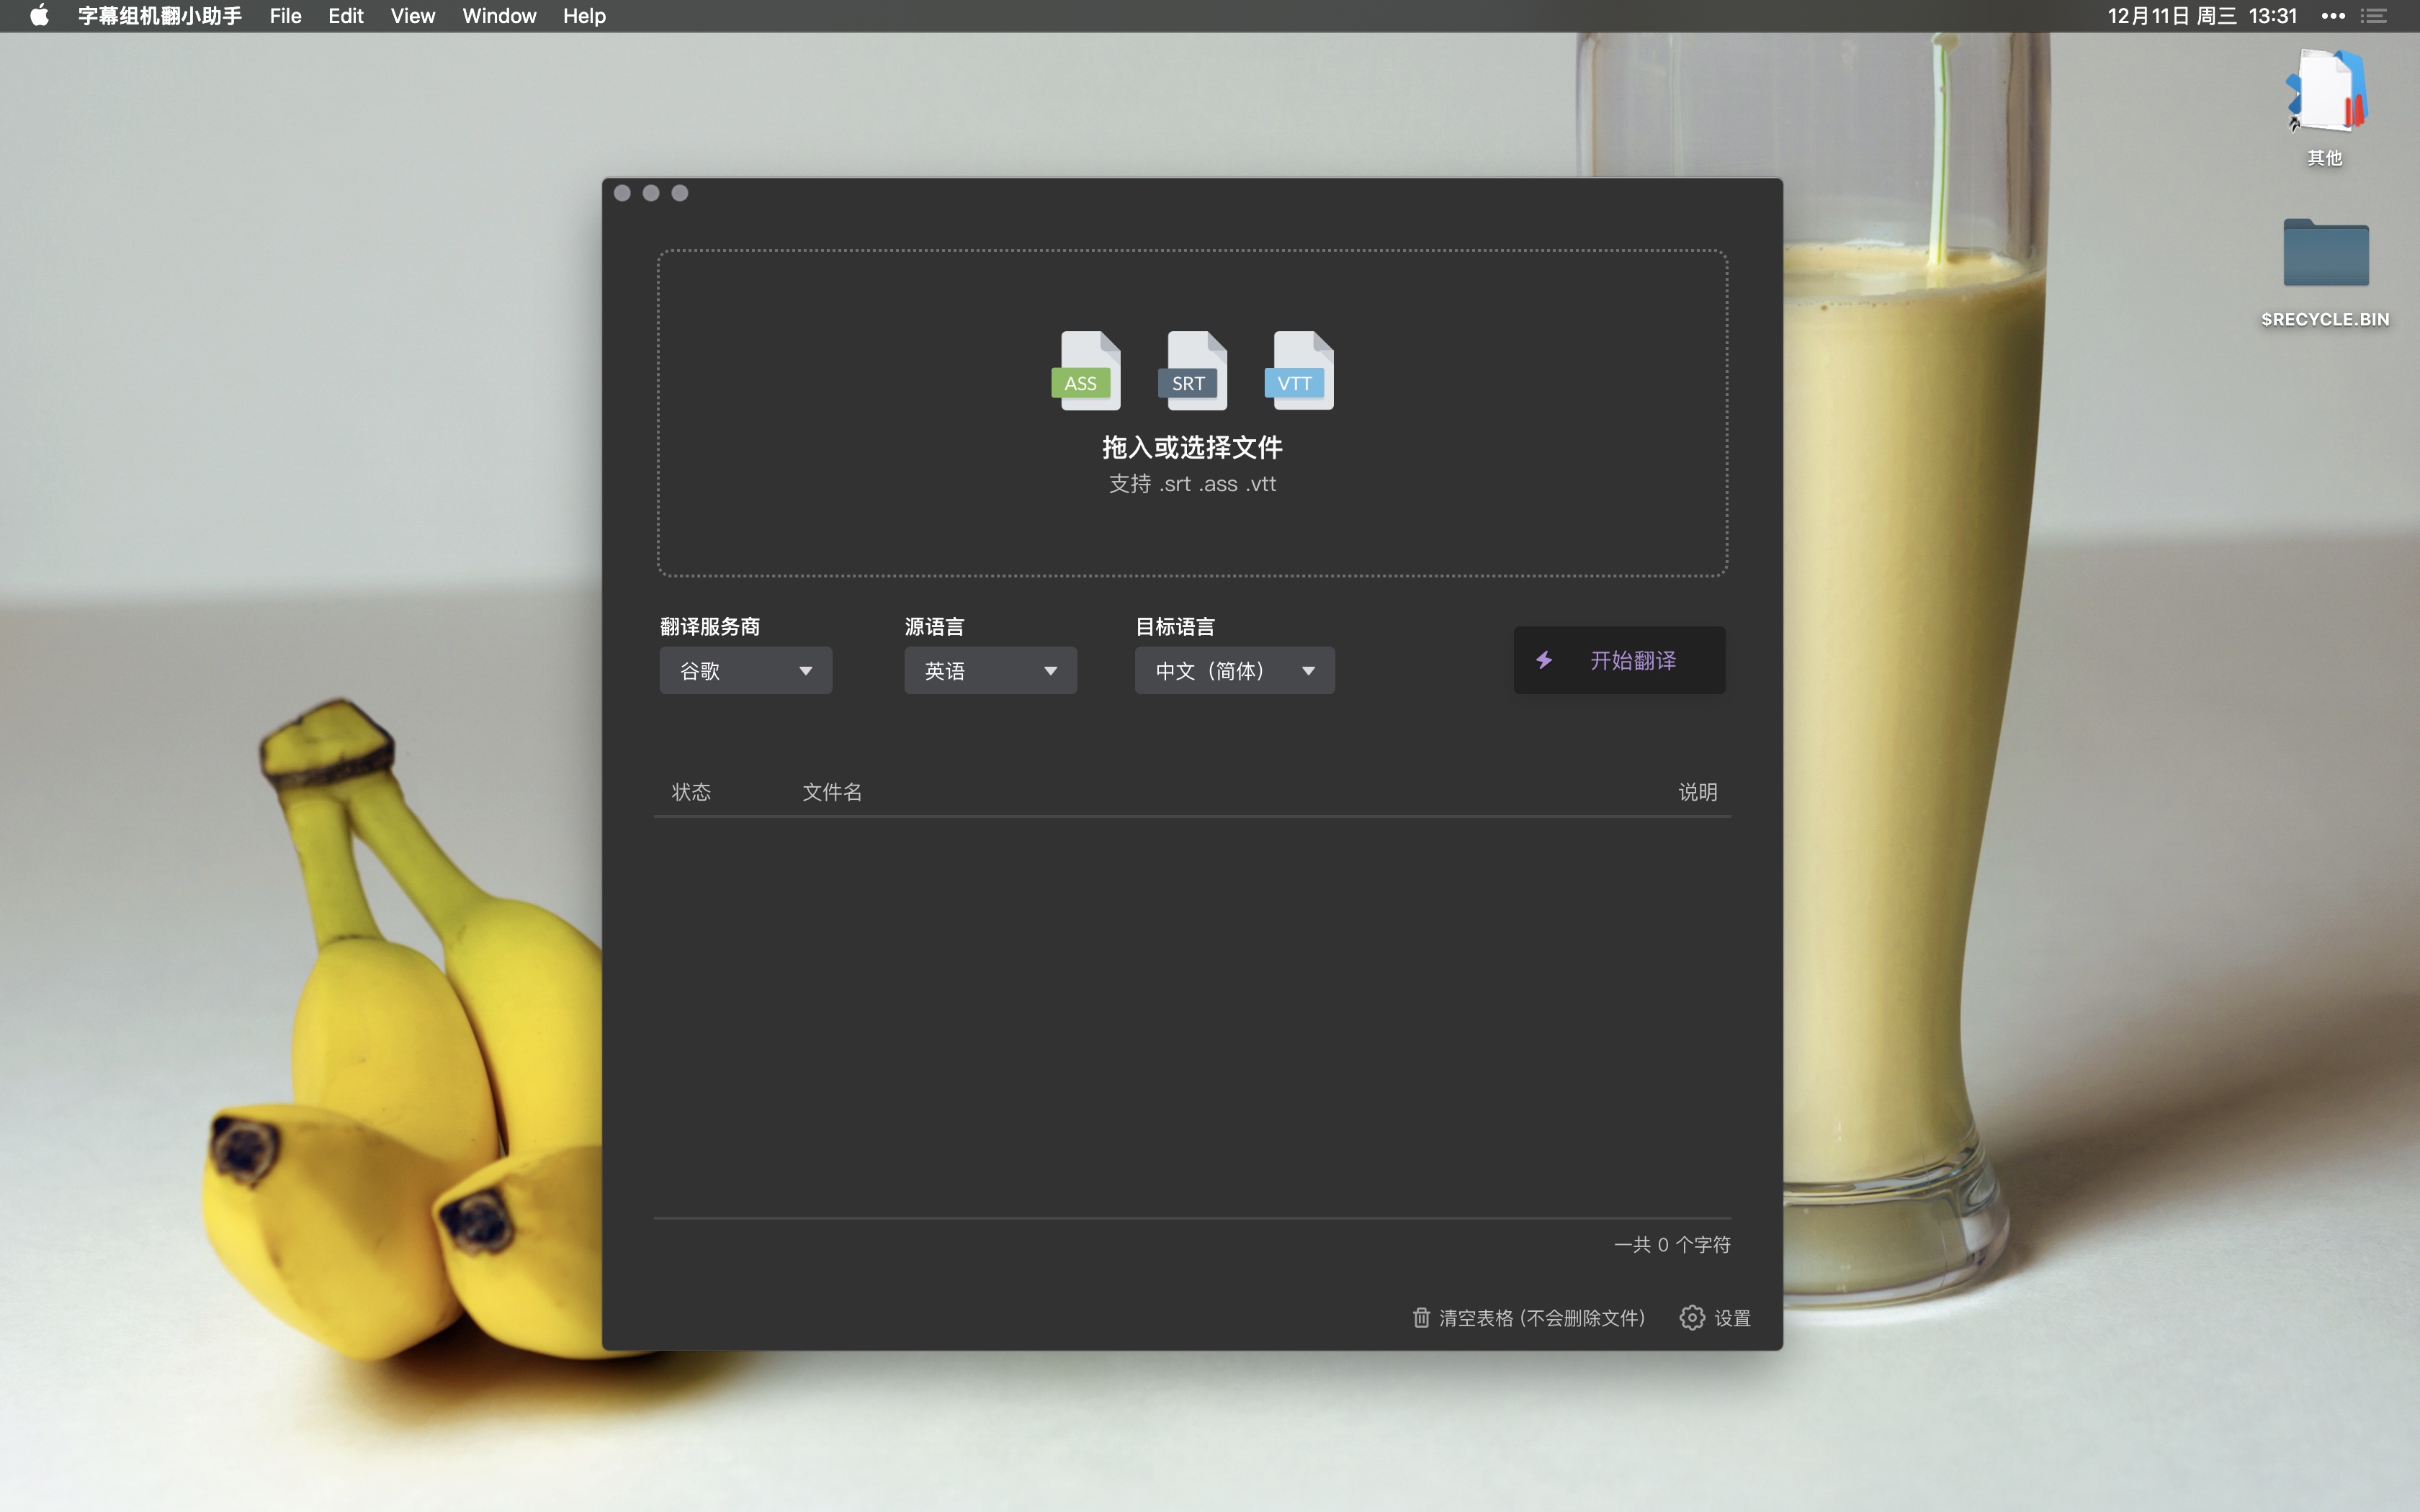 字幕组机翻小助手 File Edit View Window Help 12月11日 周三 13:31
其他
$RECYCLE.BIN
ASS SRT VTT
拖入或选择文件
支持 .srt .ass .vtt
翻译服务商 源语言 目标语言
谷歌 英语 中文（简体） 开始翻译
状态 文件名 说明
一共 0 个字符
清空表格 (不会删除文件) 设置